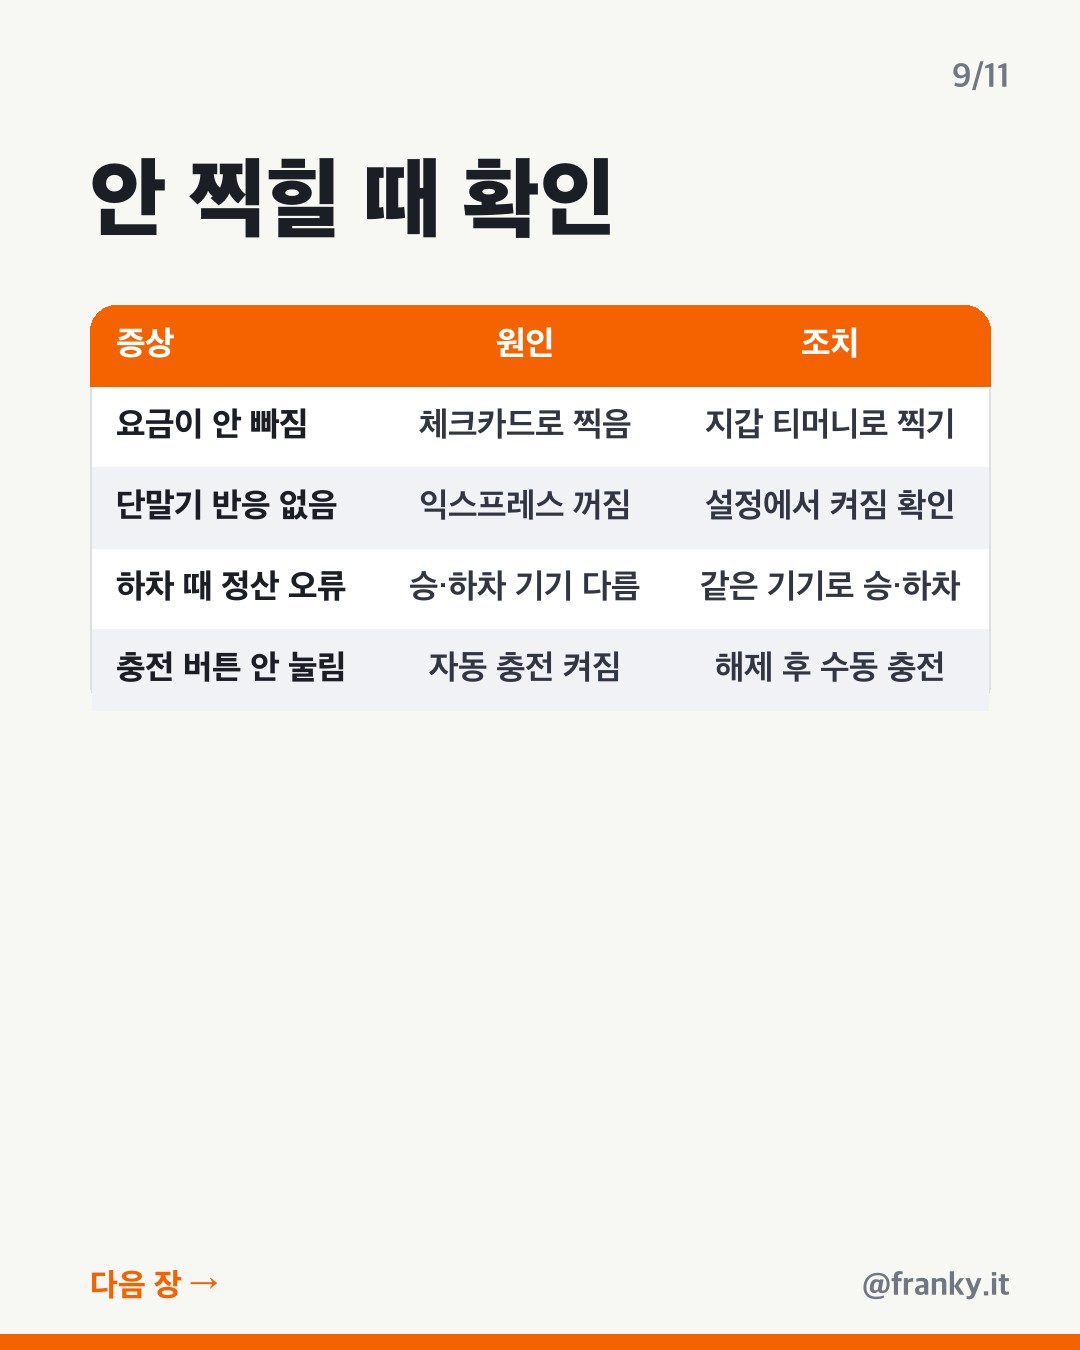 9/11
안 찍힐 때 확인
증상 원인 조치
요금이 안 빠짐 체크카드로 찍음 지갑 티머니로 찍기
단말기 반응 없음 익스프레스 꺼짐 설정에서 켜짐 확인
하차 때 정산 오류 승·하차 기기 다름 같은 기기로 승·하차
충전 버튼 안 눌림 자동 충전 켜짐 해제 후 수동 충전
다음 장 → @franky.it